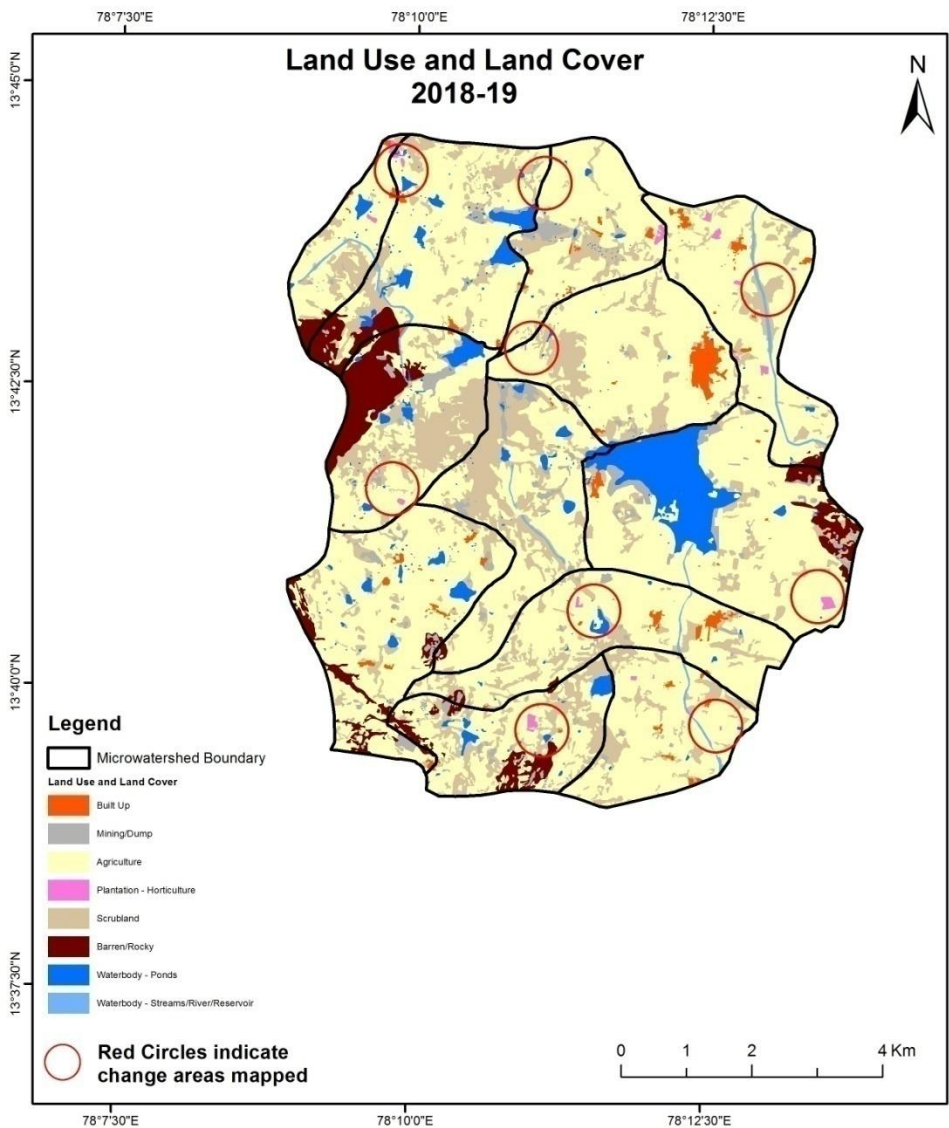 78°7'30"E
78°10'0"E
78°12'30"E
Land Use and Land Cover
2018-19
N
13°45'0"N
13°42'30"N
13°40'0"N
13°37'30"N
Legend
Microwatershed Boundary
Land Use and Land Cover
Built Up
Mining/Dump
Agriculture
Plantation - Horticulture
Scrubland
Barren/Rocky
Waterbody - Ponds
Waterbody - Streams/River/Reservoir
Red Circles indicate
change areas mapped
0 1 2 4 Km
78°7'30"E
78°10'0"E
78°12'30"E